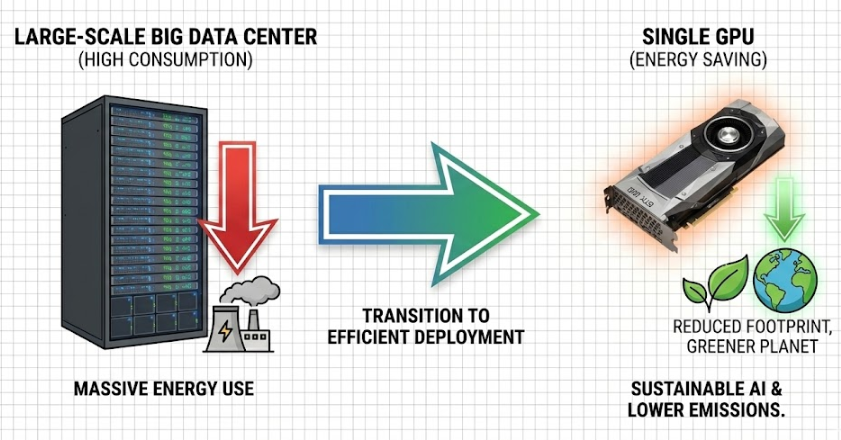 LARGE-SCALE BIG DATA CENTER
(HIGH CONSUMPTION)
SINGLE GPU
(ENERGY SAVING)
TRANSITION TO
EFFICIENT DEPLOYMENT
REDUCED FOOTPRINT,
GREENER PLANET
MASSIVE ENERGY USE
SUSTAINABLE AI &
LOWER EMISSIONS.